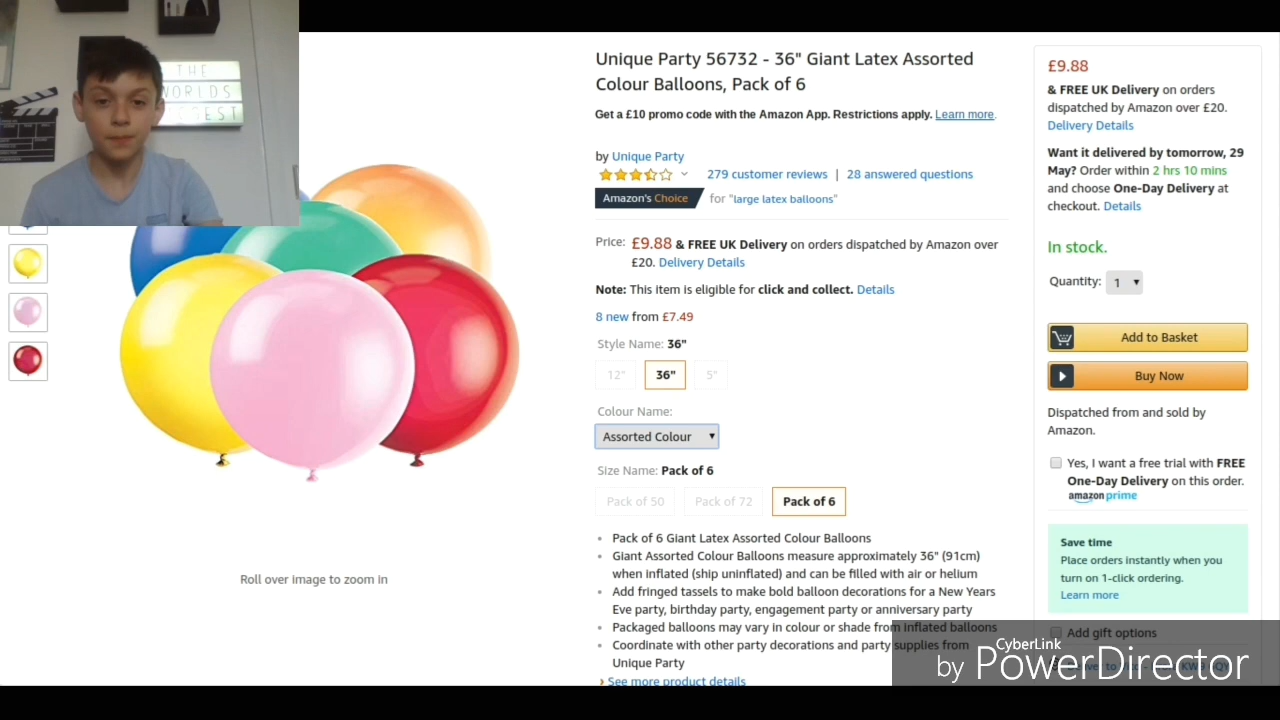 THE
WORLDS
GEST
Unique Party 56732 - 36" Giant Latex Assorted
Colour Balloons, Pack of 6
Get a £10 promo code with the Amazon App. Restrictions apply. Learn more.
by Unique Party
279 customer reviews | 28 answered questions
Amazon's Choice for "large latex balloons"
Price: £9.88 & FREE UK Delivery on orders dispatched by Amazon over
£20. Delivery Details
Note: This item is eligible for click and collect. Details
8 new from £7.49
Style Name: 36"
12" 36" 5"
Colour Name:
Assorted Colour
Size Name: Pack of 6
Pack of 50 Pack of 72 Pack of 6
Pack of 6 Giant Latex Assorted Colour Balloons
Giant Assorted Colour Balloons measure approximately 36" (91cm)
when inflated (ship uninflated) and can be filled with air or helium
Add fringed tassels to make bold balloon decorations for a New Years
Eve party, birthday party, engagement party or anniversary party
Packaged balloons may vary in colour or shade from inflated balloons
Coordinate with other party decorations and party supplies from
Unique Party
See more product details
Roll over image to zoom in
£9.88
& FREE UK Delivery on orders
dispatched by Amazon over £20.
Delivery Details
Want it delivered by tomorrow, 29
May? Order within 2 hrs 10 mins
and choose One-Day Delivery at
checkout. Details
In stock.
Quantity: 1
Add to Basket
Buy Now
Dispatched from and sold by
Amazon.
Yes, I want a free trial with FREE
One-Day Delivery on this order.
amazon prime
Save time
Place orders instantly when you
turn on 1-click ordering.
Learn more
Add gift options
CyberLink
by PowerDirector